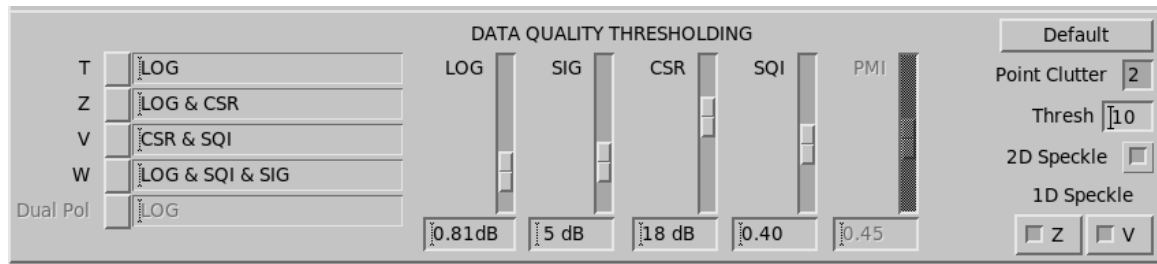 DATA QUALITY THRESHOLDING
Default
T LOG
LOG SIG CSR SQI PMI
Point Clutter 2
Z LOG & CSR
Thresh 10
V CSR & SQI
2D Speckle
W LOG & SQI & SIG
1D Speckle
Dual Pol LOG
0.81dB 5 dB 18 dB 0.40 0.45
Z V